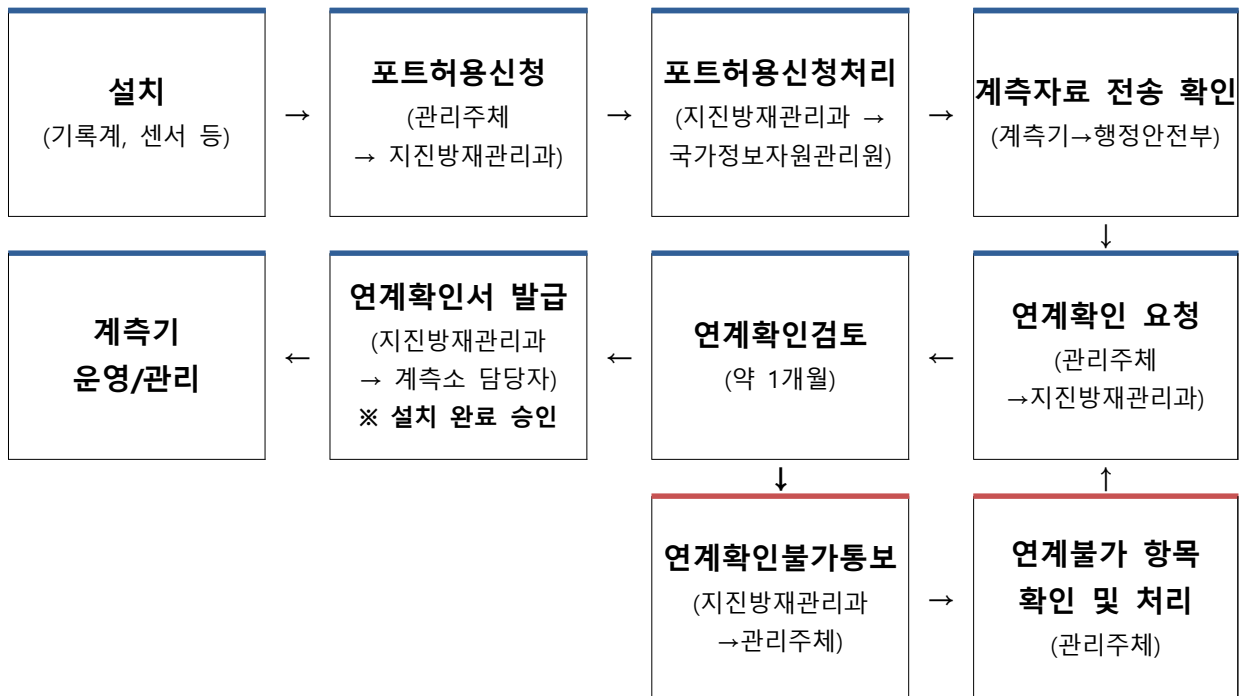 설치
(기록계, 센서 등)
→
포트허용신청
(관리주체
→ 지진방재관리과)
→
포트허용신청처리
(지진방재관리과 →
국가정보자원관리원)
→
계측자료 전송 확인
(계측기→행정안전부)
↓
연계확인 요청
(관리주체
→지진방재관리과)
←
연계확인검토
(약 1개월)
←
연계확인서 발급
(지진방재관리과
→ 계측소 담당자)
※ 설치 완료 승인
←
계측기
운영/관리
↓
연계확인불가통보
(지진방재관리과
→관리주체)
→
연계불가 항목
확인 및 처리
(관리주체)
↑